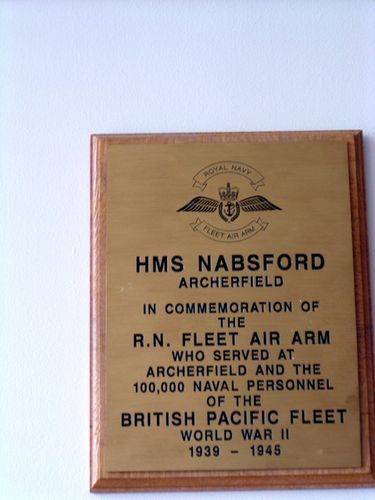 ROYAL NAVY
FLEET AIR ARM
HMS NABSFORD
ARCHERFIELD
IN COMMEMORATION OF
THE
R.N. FLEET AIR ARM
WHO SERVED AT
ARCHERFIELD AND THE
100,000 NAVAL PERSONNEL
OF THE
BRITISH PACIFIC FLEET
WORLD WAR II
1939 – 1945